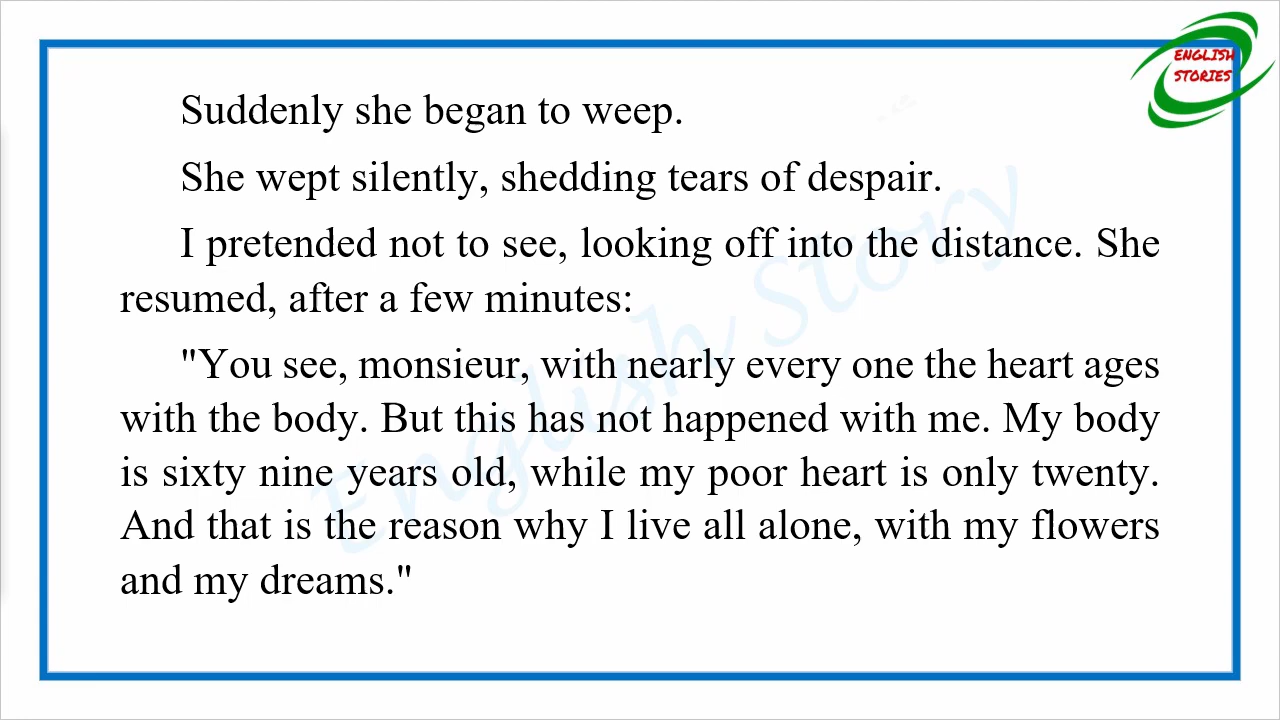 ENGLISH
STORIES
Suddenly she began to weep.
She wept silently, shedding tears of despair.
I pretended not to see, looking off into the distance. She
resumed, after a few minutes:
"You see, monsieur, with nearly every one the heart ages
with the body. But this has not happened with me. My body
is sixty nine years old, while my poor heart is only twenty.
And that is the reason why I live all alone, with my flowers
and my dreams."
English Story